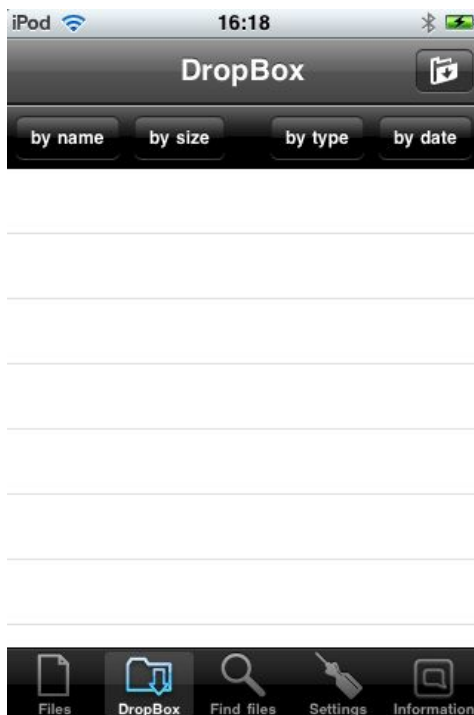 iPod 16:18
DropBox
by name by size by type by date
Files DropBox Find files Settings Information